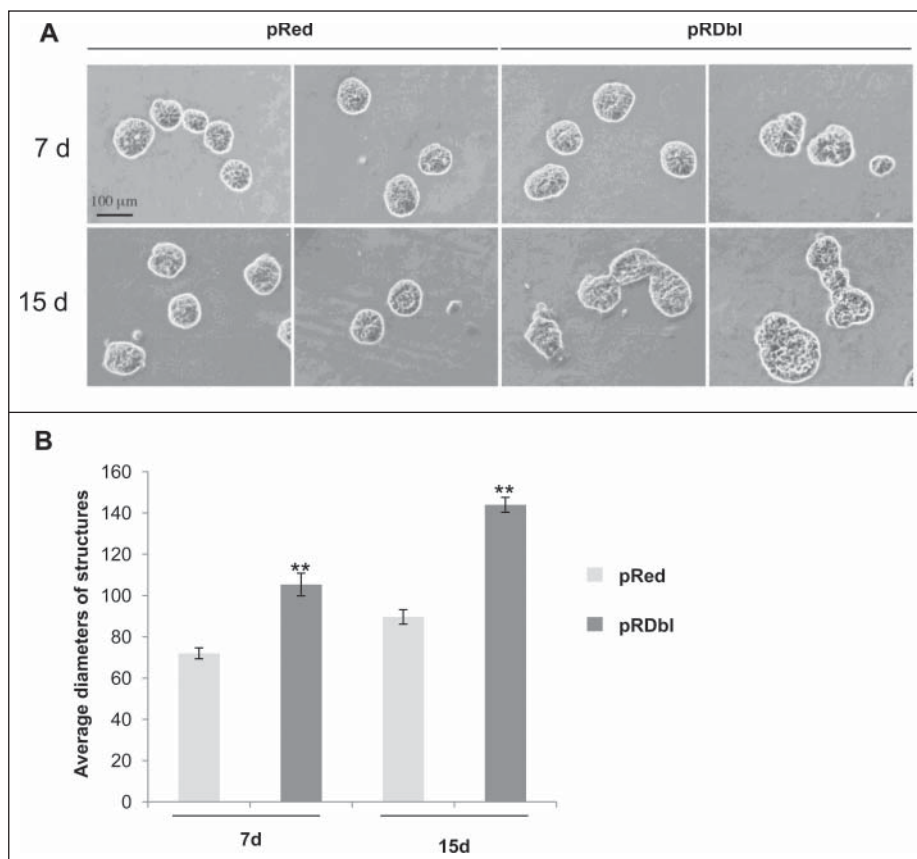 A
pRed
pRDbl
7 d
100 µm
15 d
B
Average diameters of structures
160
140
120
100
80
60
40
20
0
**
**
7d
15d
pRed
pRDbl